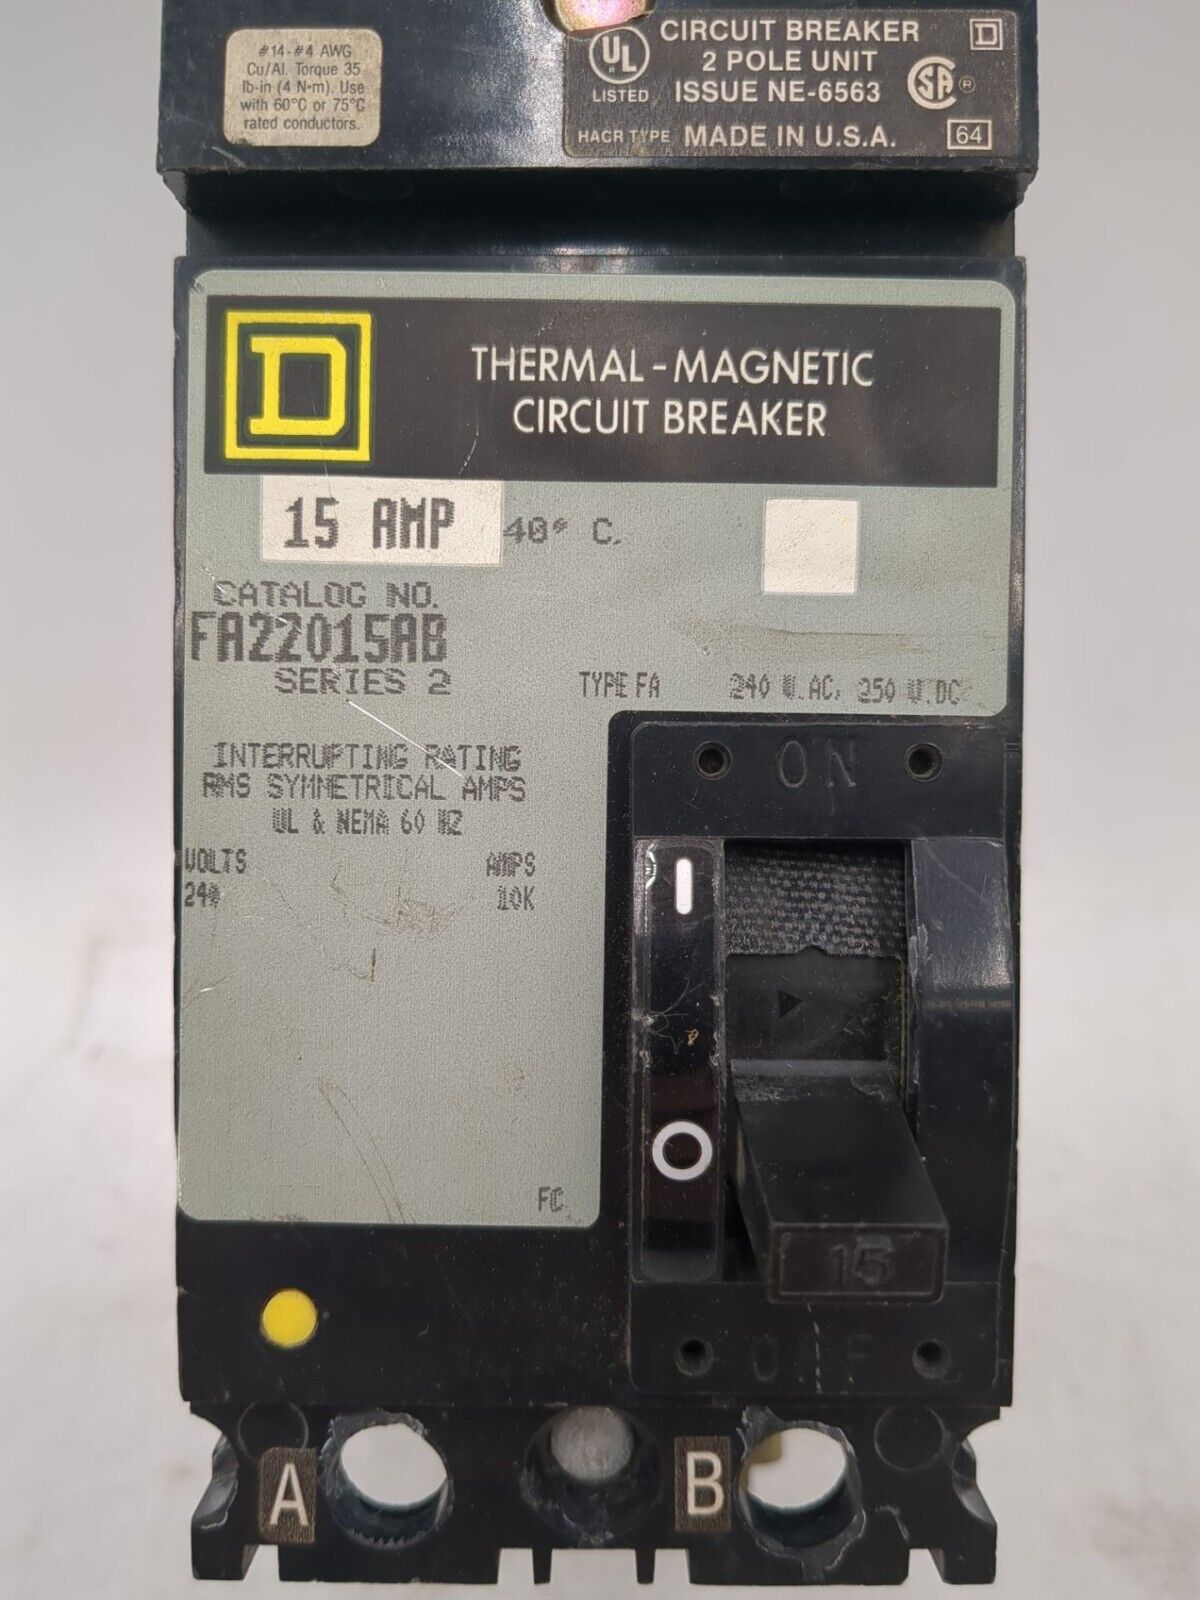 #14-#4 AWG
Cu/Al. Torque 35
lb-in (4 N·m). Use
with 60°C or 75°C
rated conductors.
UL
LISTED
CIRCUIT BREAKER
2 POLE UNIT
ISSUE NE-6563
HACR TYPE MADE IN U.S.A.
D
SA ®
64
D
THERMAL-MAGNETIC
CIRCUIT BREAKER
15 AMP 40° C.
CATALOG NO.
FA22015AB
SERIES 2
TYPE FA 240 V.AC, 250 V.DC
INTERRUPTING RATING
RMS SYMMETRICAL AMPS
UL & NEMA 60 HZ
VOLTS AMPS
240 10K
FC
ON
I
O
15
OFF
A
B